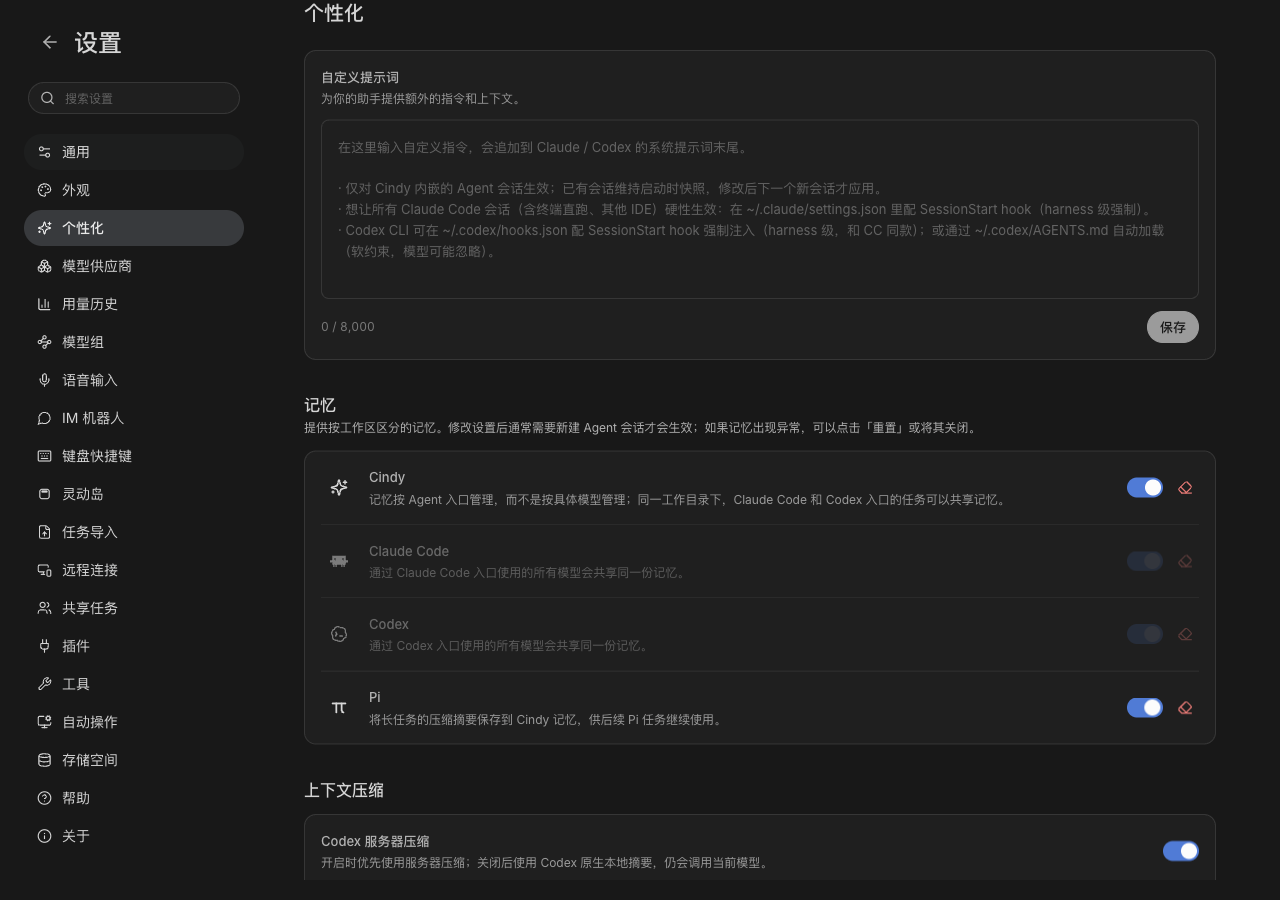 设置
搜索设置
通用
外观
个性化
模型供应商
用量历史
模型组
语音输入
IM 机器人
键盘快捷键
灵动岛
任务导入
远程连接
共享任务
插件
工具
自动操作
存储空间
帮助
关于
个性化
自定义提示词
为你的助手提供额外的指令和上下文。
在这里输入自定义指令，会追加到 Claude / Codex 的系统提示词末尾。
· 仅对 Cindy 内嵌的 Agent 会话生效；已有会话维持启动时快照，修改后下一个新会话才应用。
· 想让所有 Claude Code 会话（含终端直跑、其他 IDE）硬性生效：在 ~/.claude/settings.json 里配 SessionStart hook（harness 级强制）。
· Codex CLI 可在 ~/.codex/hooks.json 配 SessionStart hook 强制注入（harness 级，和 CC 同款）；或通过 ~/.codex/AGENTS.md 自动加载
（软约束，模型可能忽略）。
0 / 8,000
保存
记忆
提供按工作区区分的记忆。修改设置后通常需要新建 Agent 会话才会生效；如果记忆出现异常，可以点击「重置」或将其关闭。
Cindy
记忆按 Agent 入口管理，而不是按具体模型管理；同一工作目录下，Claude Code 和 Codex 入口的任务可以共享记忆。
Claude Code
通过 Claude Code 入口使用的所有模型会共享同一份记忆。
Codex
通过 Codex 入口使用的所有模型会共享同一份记忆。
Pi
将长任务的压缩摘要保存到 Cindy 记忆，供后续 Pi 任务继续使用。
上下文压缩
Codex 服务器压缩
开启时优先使用服务器压缩；关闭后使用 Codex 原生本地摘要，仍会调用当前模型。